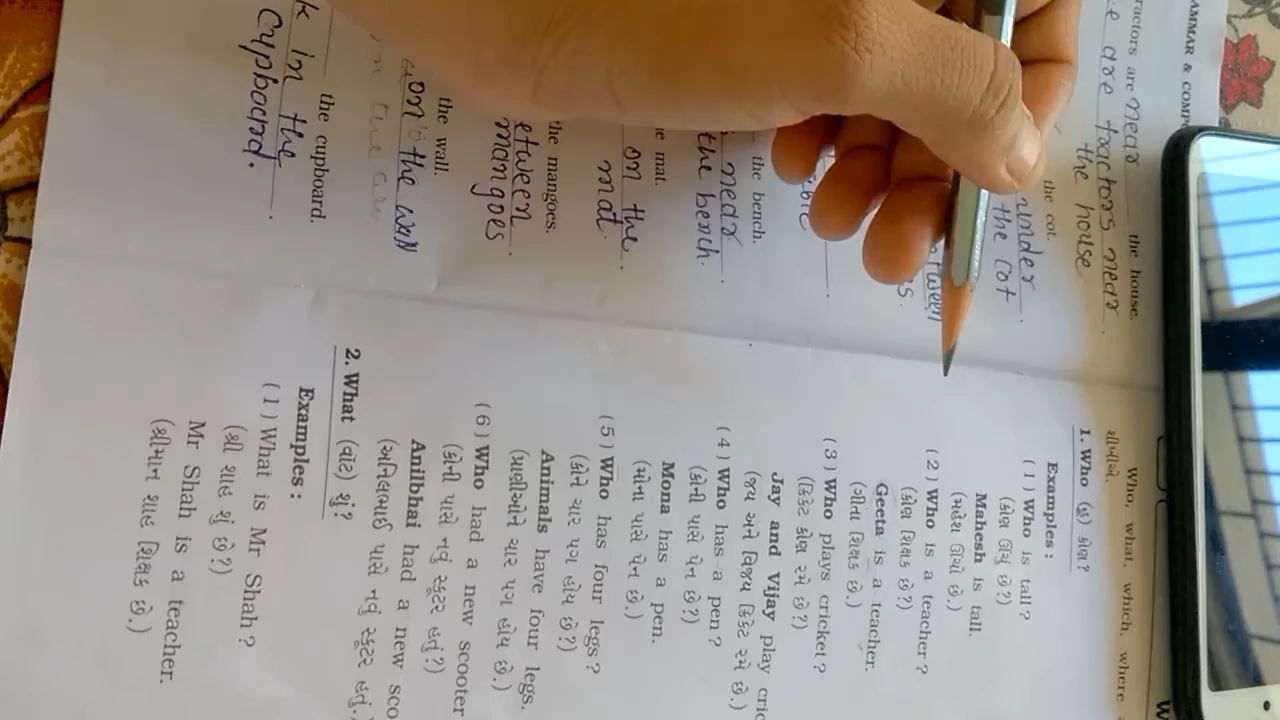 AMMAR & COMP
ractors are near the house.
are tractors near
the house
the cot.
under
the cot
the bench.
near
the bench.
e mat.
on the
mat.
the mangoes.
etween
mangoes
the wall.
on the wall
the cupboard.
k in the
cupboard.
Who, what, which, where
શીખીએ.
1. Who (હૂ) કોણ?
Examples :
( 1 ) Who is tall ?
(કોણ ઊંચું છે?)
Mahesh is tall.
(મહેશ ઊંચો છે.)
( 2 ) Who is a teacher ?
(કોણ શિક્ષક છે?)
Geeta is a teacher.
(ગીતા શિક્ષક છે.)
( 3 ) Who plays cricket ?
(ક્રિકેટ કોણ રમે છે?)
Jay and Vijay play cric
(જય અને વિજય ક્રિકેટ રમે છે.)
( 4 ) Who has a pen ?
(કોની પાસે પેન છે?)
Mona has a pen.
(મોના પાસે પેન છે.)
( 5 ) Who has four legs ?
(કોને ચાર પગ હોય છે?)
Animals have four legs.
(પ્રાણીઓને ચાર પગ હોય છે.)
( 6 ) Who had a new scooter
(કોની પાસે નવું સ્કૂટર હતું?)
Anilbhai had a new sco
(અનિલભાઈ પાસે નવું સ્કૂટર હતું.)
2. What (વૉટ) શું?
Examples :
( 1 ) What is Mr Shah ?
(શ્રી શાહ શું છે?)
Mr Shah is a teacher.
(શ્રીમાન શાહ શિક્ષક છે.)